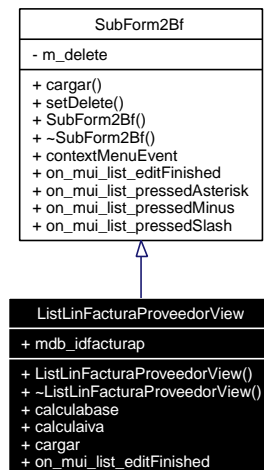 SubForm2Bf
- m_delete
+ cargar()
+ setDelete()
+ SubForm2Bf()
+ ~SubForm2Bf()
+ contextMenuEvent
+ on_mui_list_editFinished
+ on_mui_list_pressedAsterisk
+ on_mui_list_pressedMinus
+ on_mui_list_pressedSlash
ListLinFacturaProveedorView
+ mdb_idfacturap
+ ListLinFacturaProveedorView()
+ ~ListLinFacturaProveedorView()
+ calculabase
+ calculaiva
+ cargar
+ on_mui_list_editFinished